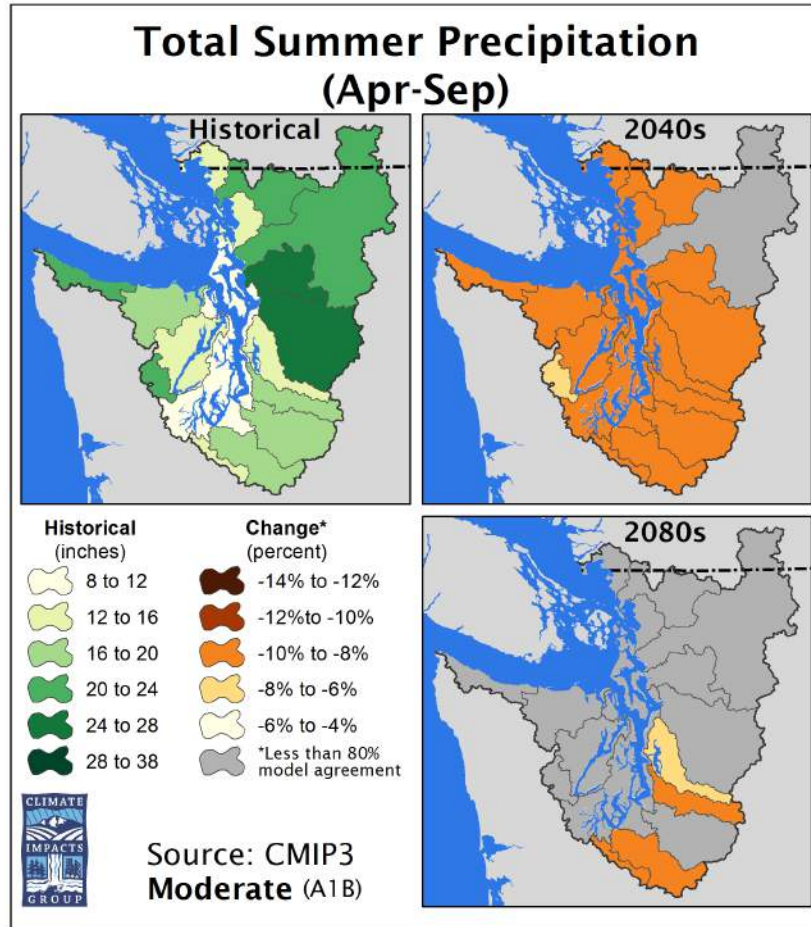 Total Summer Precipitation
(Apr-Sep)
Historical
2040s
Historical
(inches)
8 to 12
12 to 16
16 to 20
20 to 24
24 to 28
28 to 38
Change*
(percent)
-14% to -12%
-12%to -10%
-10% to -8%
-8% to -6%
-6% to -4%
*Less than 80%
model agreement
2080s
CLIMATE
IMPACTS
GROUP
Source: CMIP3
Moderate (A1B)